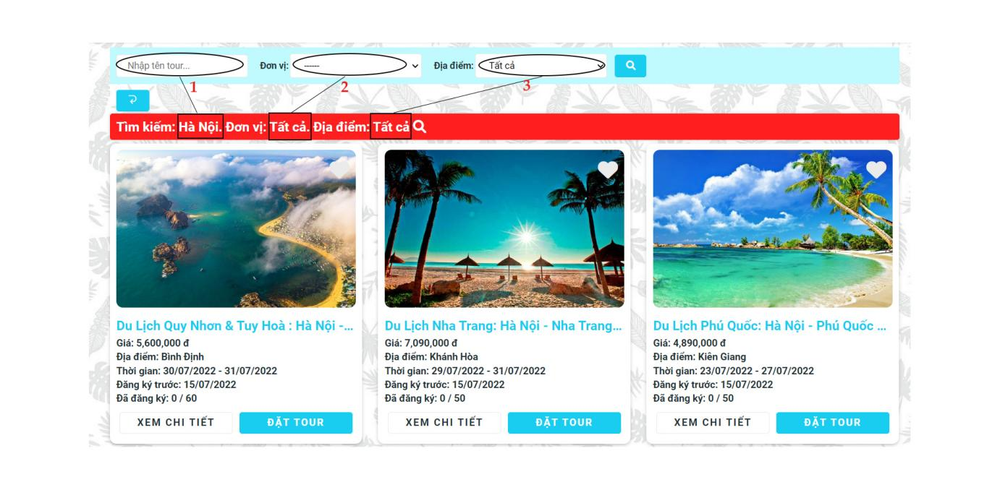 Nhập tên tour... Đơn vị: ------ Địa điểm: Tất cả
1 2 3
Tìm kiếm: Hà Nội. Đơn vị: Tất cả. Địa điểm: Tất cả
Du Lịch Quy Nhơn & Tuy Hoà : Hà Nội -...
Giá: 5,600,000 đ
Địa điểm: Bình Định
Thời gian: 30/07/2022 - 31/07/2022
Đăng ký trước: 15/07/2022
Đã đăng ký: 0 / 60
XEM CHI TIẾT ĐẶT TOUR
Du Lịch Nha Trang: Hà Nội - Nha Trang...
Giá: 7,090,000 đ
Địa điểm: Khánh Hòa
Thời gian: 29/07/2022 - 31/07/2022
Đăng ký trước: 15/07/2022
Đã đăng ký: 0 / 50
XEM CHI TIẾT ĐẶT TOUR
Du Lịch Phú Quốc: Hà Nội - Phú Quốc ...
Giá: 4,890,000 đ
Địa điểm: Kiên Giang
Thời gian: 23/07/2022 - 27/07/2022
Đăng ký trước: 15/07/2022
Đã đăng ký: 0 / 50
XEM CHI TIẾT ĐẶT TOUR